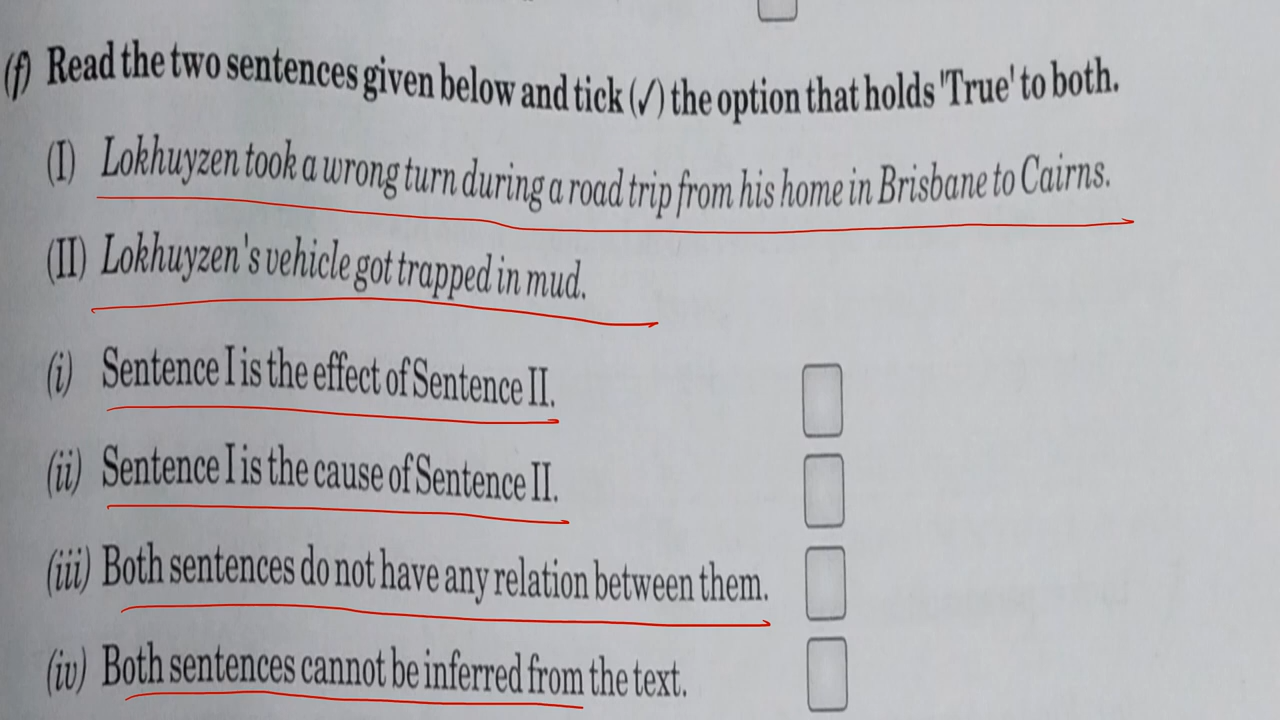 (f) Read the two sentences given below and tick (✓) the option that holds 'True' to both.
(I) Lokhuyzen took a wrong turn during a road trip from his home in Brisbane to Cairns.
(II) Lokhuyzen's vehicle got trapped in mud.
(i) Sentence I is the effect of Sentence II.
(ii) Sentence I is the cause of Sentence II.
(iii) Both sentences do not have any relation between them.
(iv) Both sentences cannot be inferred from the text.